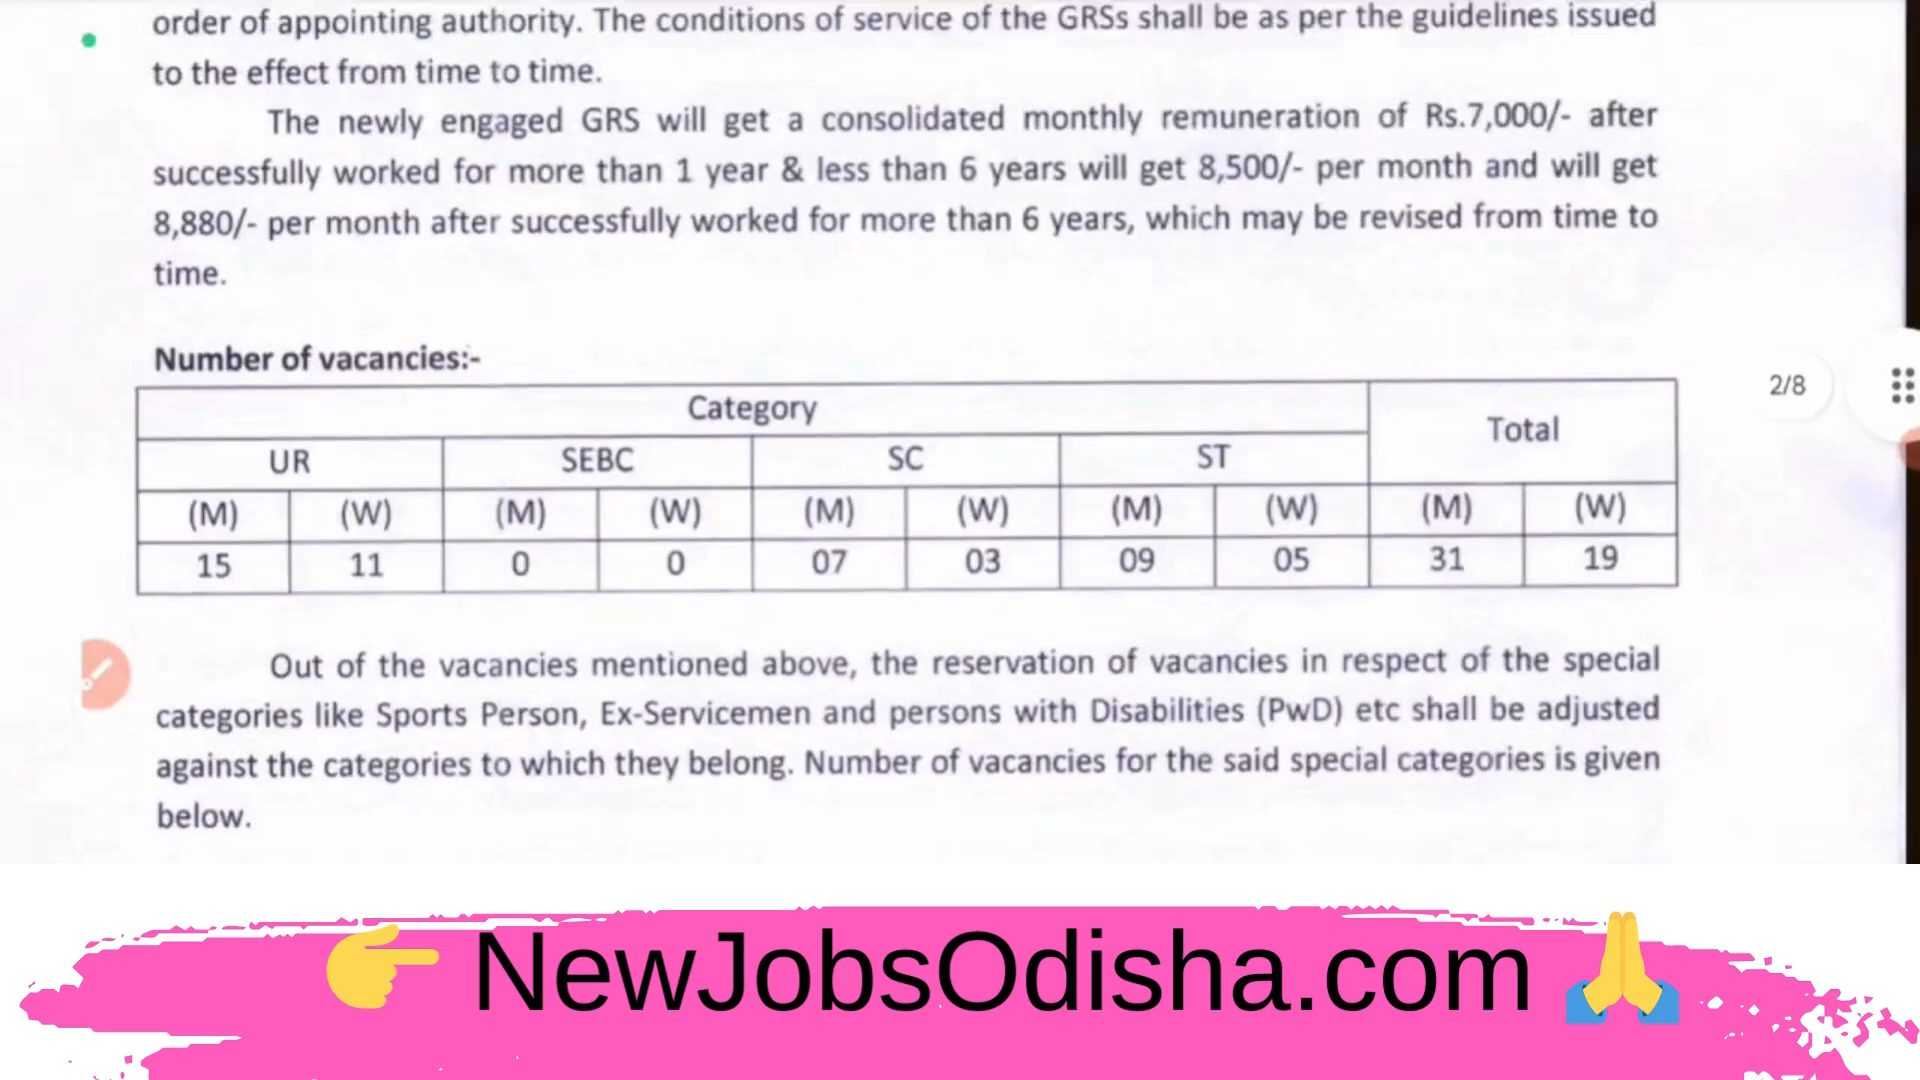 order of appointing authority. The conditions of service of the GRSs shall be as per the guidelines issued
to the effect from time to time.
The newly engaged GRS will get a consolidated monthly remuneration of Rs.7,000/- after
successfully worked for more than 1 year & less than 6 years will get 8,500/- per month and will get
8,880/- per month after successfully worked for more than 6 years, which may be revised from time to
time.
Number of vacancies:-
Category Total
UR SEBC SC ST
(M) (W) (M) (W) (M) (W) (M) (W) (M) (W)
15 11 0 0 07 03 09 05 31 19
2/8
Out of the vacancies mentioned above, the reservation of vacancies in respect of the special
categories like Sports Person, Ex-Servicemen and persons with Disabilities (PwD) etc shall be adjusted
against the categories to which they belong. Number of vacancies for the said special categories is given
below.
👉 NewJobsOdisha.com 🙏